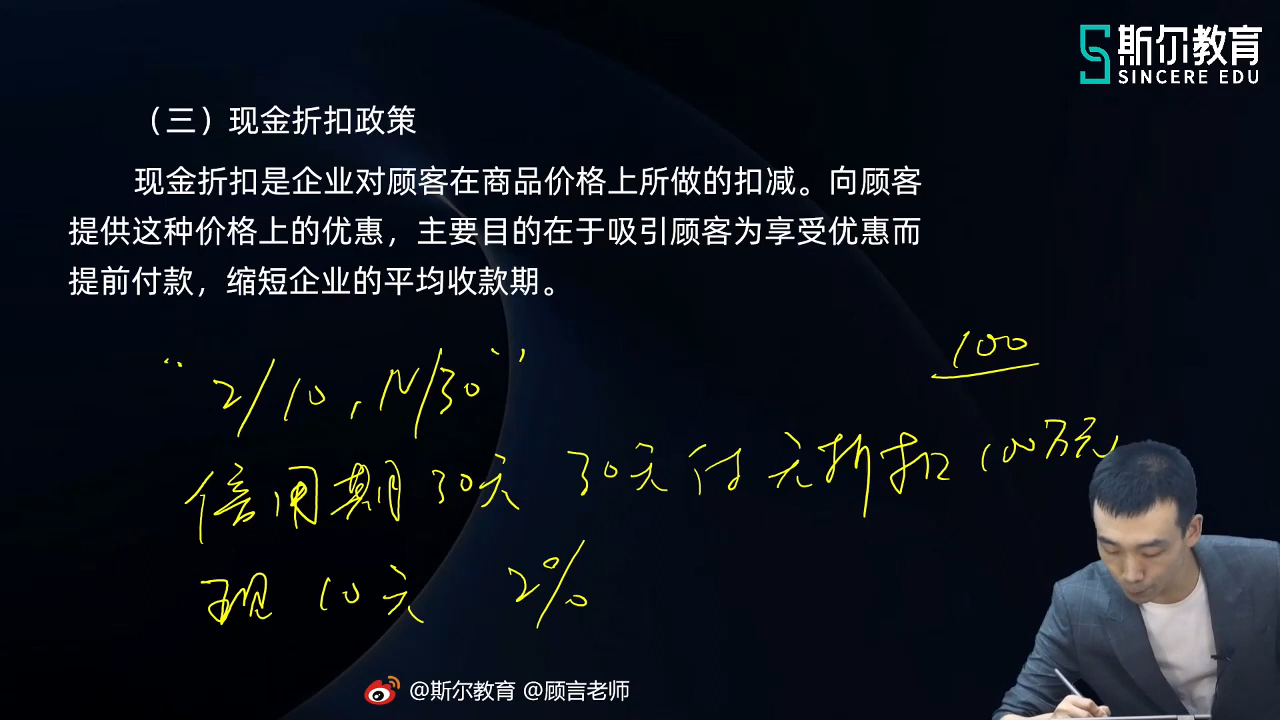 斯尔教育
SINCERE EDU
（三）现金折扣政策
现金折扣是企业对顾客在商品价格上所做的扣减。向顾客
提供这种价格上的优惠，主要目的在于吸引顾客为享受优惠而
提前付款，缩短企业的平均收款期。
100
“2/10，N/30”
信用期30天 30天付 无折扣 100万元
现 10天 2%
@斯尔教育 @顾言老师